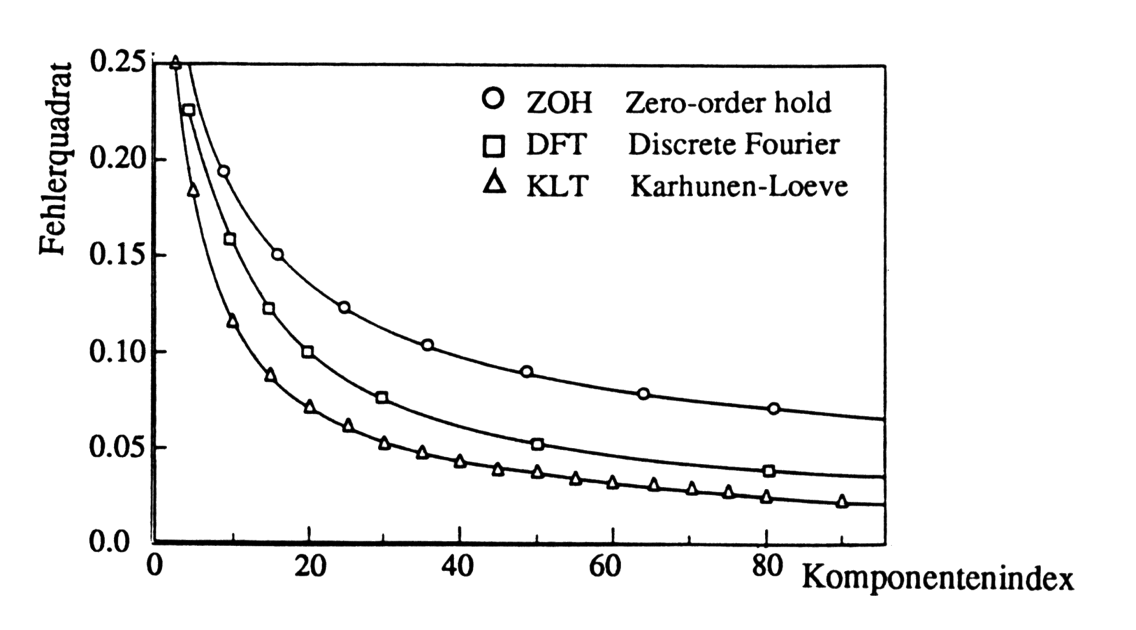 Fehlerquadrat
0.25
0.20
0.15
0.10
0.05
0.0
ZOH Zero-order hold
DFT Discrete Fourier
KLT Karhunen-Loeve
0 20 40 60 80 Komponentenindex